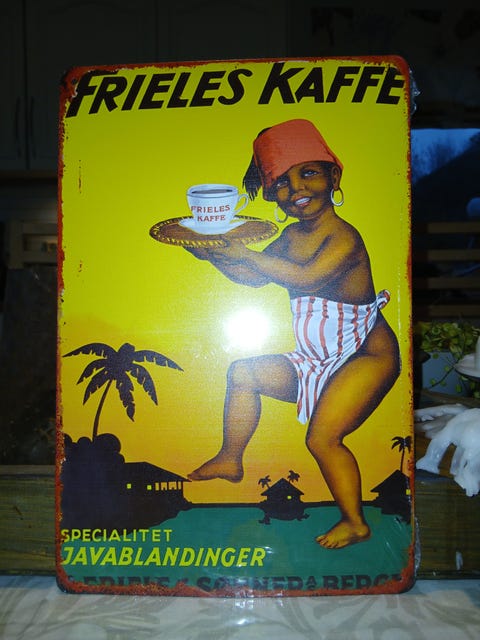 FRIELES KAFFE
FRIELES
KAFFE
SPECIALITET
JAVABLANDINGER